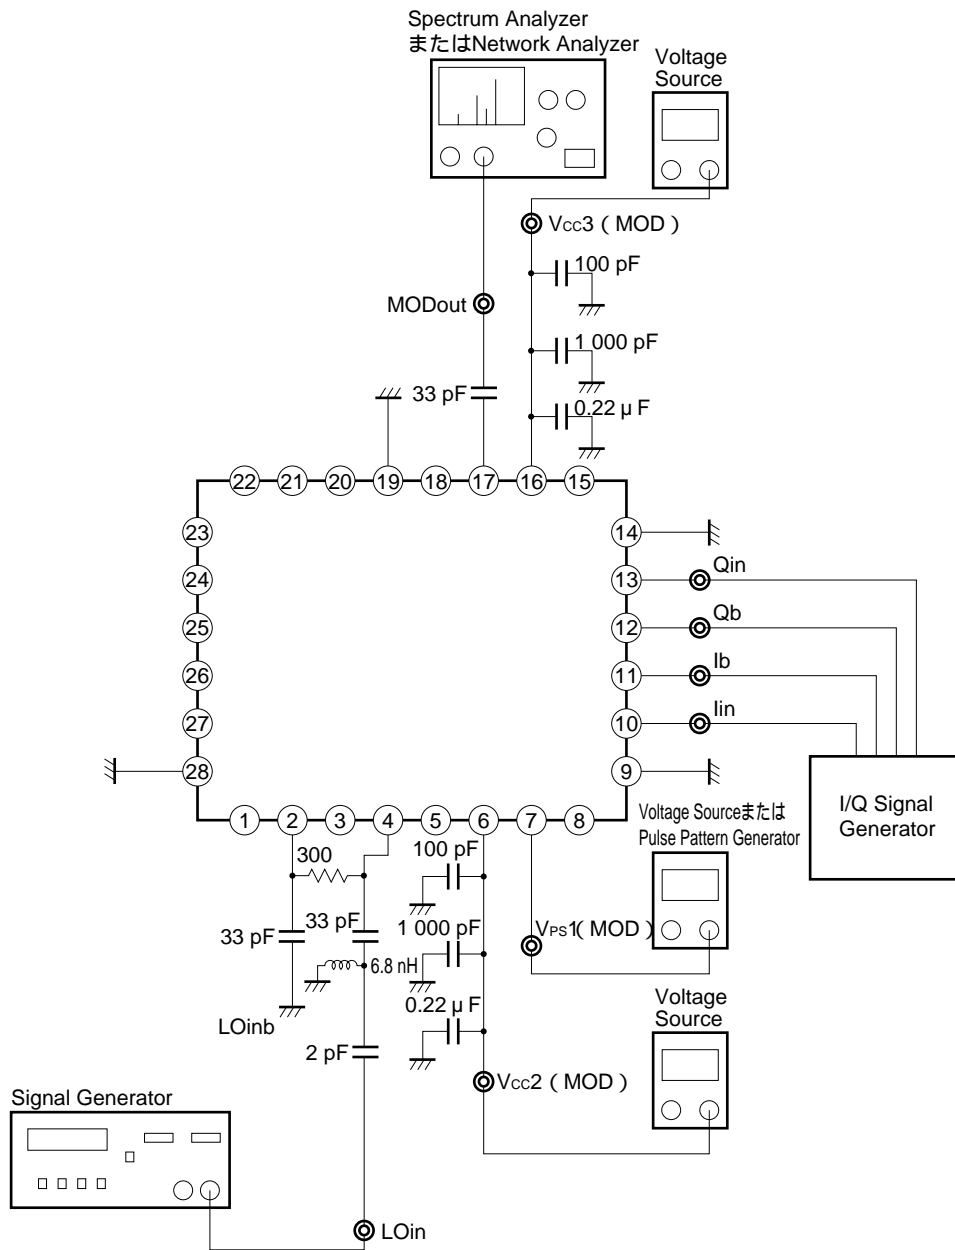 Spectrum Analyzer
またはNetwork Analyzer
Voltage
Source
VCC3 ( MOD )
100 pF
MODout
1 000 pF
33 pF
0.22 μ F
22 21 20 19 18 17 16 15
23
24
25
26
27
28
14
13
12
11
10
9
Qin
Qb
Ib
Iin
I/Q Signal
Generator
1 2 3 4 5 6 7 8
Voltage Sourceまたは
Pulse Pattern Generator
300
100 pF
33 pF
33 pF
1 000 pF
VPS1( MOD )
6.8 nH
0.22 μ F
LOinb
2 pF
Voltage
Source
VCC2 ( MOD )
Signal Generator
LOin